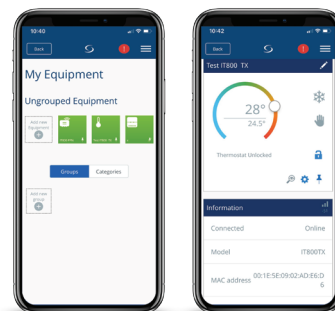 10:40
Back
!
My Equipment
Ungrouped Equipment
Add new
Equipment
Groups
Categories
Add new
group
10:42
Back
!
Test IT800 TX
28°
24.5°
Thermostat Unlocked
Information
Connected
Online
Model
IT800TX
MAC address
00:1E:5E:09:02:AD:E6:D
6